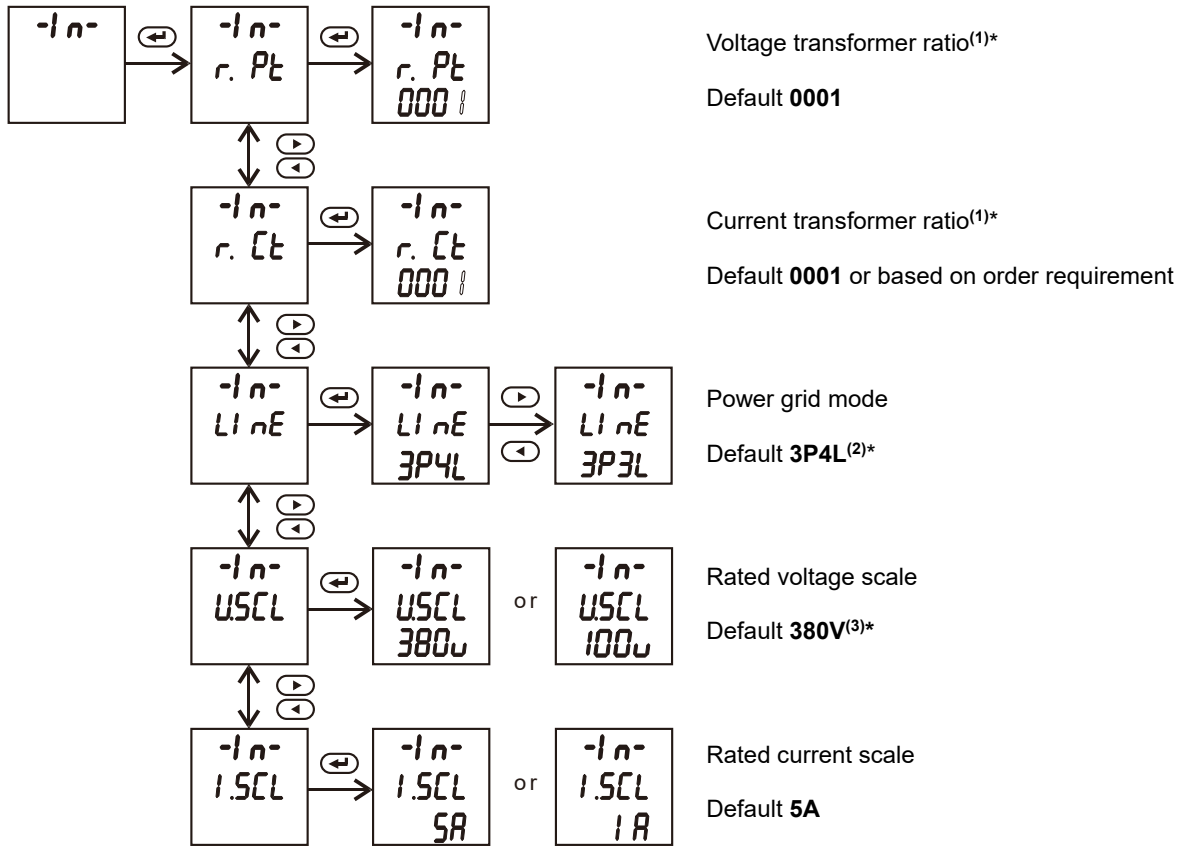 -In-
-In-
r. Pt
-In-
r. Pt
0001
Voltage transformer ratio(1)*
Default 0001
-In-
r. Ct
-In-
r. Ct
0001
Current transformer ratio(1)*
Default 0001 or based on order requirement
-In-
LInE
-In-
LInE
3P4L
-In-
LInE
3P3L
Power grid mode
Default 3P4L(2)*
-In-
U.SCL
-In-
U.SCL
380v
or
-In-
U.SCL
100v
Rated voltage scale
Default 380V(3)*
-In-
I.SCL
-In-
I.SCL
5A
or
-In-
I.SCL
1A
Rated current scale
Default 5A